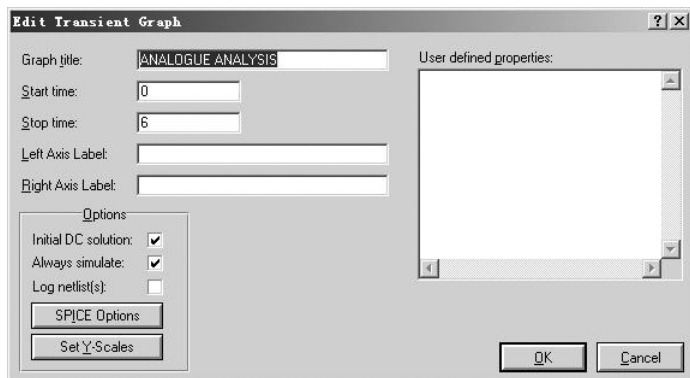 Edit Transient Graph
Graph title: ANALOGUE ANALYSIS
Start time: 0
Stop time: 6
Left Axis Label:
Right Axis Label:
User defined properties:
Options
Initial DC solution:
Always simulate:
Log netlist(s):
SPICE Options
Set Y-Scales
OK
Cancel